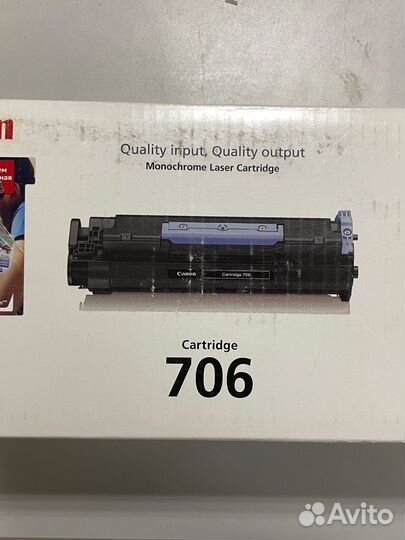 Quality input, Quality output
Monochrome Laser Cartridge
Canon Cartridge 706
Cartridge
706
Avito